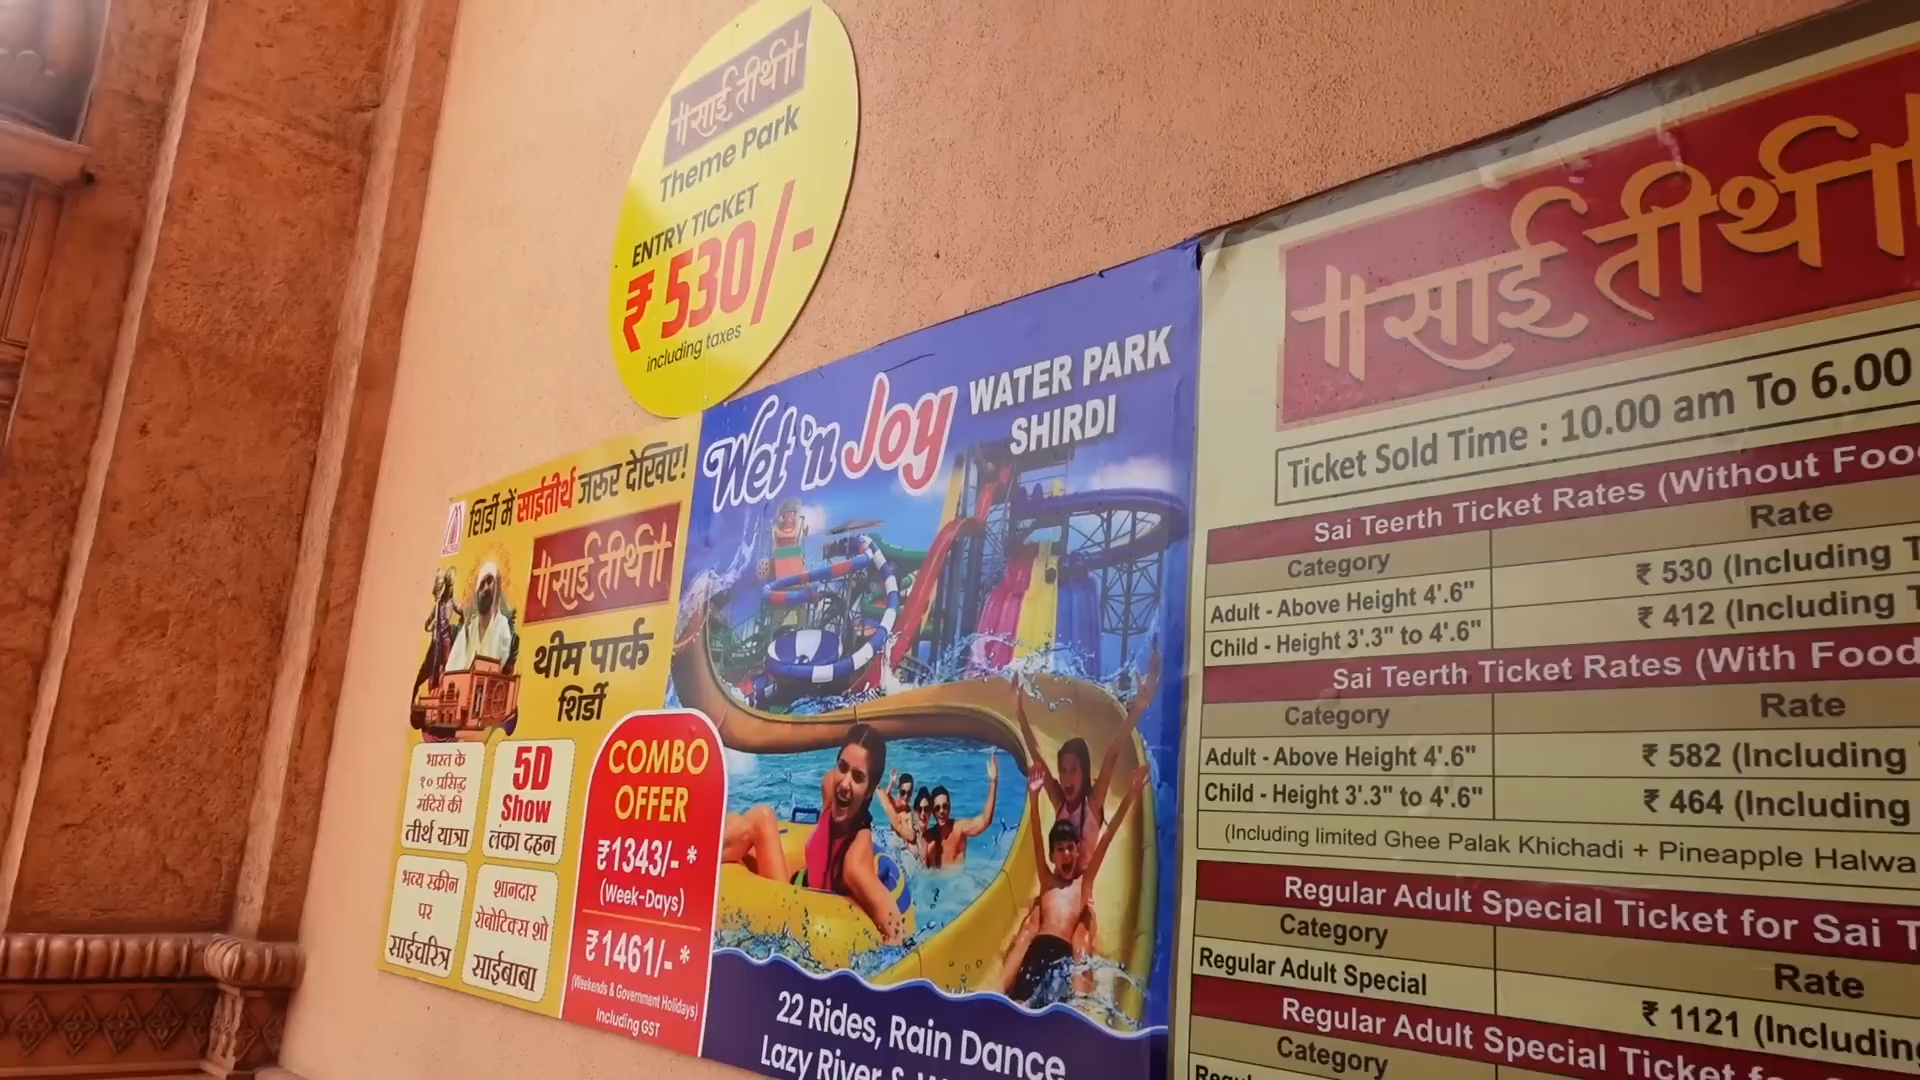 ॥साई तीर्थ॥
Theme Park
ENTRY TICKET
₹ 530/-
including taxes
शिर्डी में साईतीर्थ जरूर देखिए!
॥साई तीर्थ॥
थीम पार्क
शिर्डी
भारत के
१० प्रसिद्ध
मंदिरों की
तीर्थ यात्रा
5D
Show
लंका दहन
भव्य स्क्रीन
पर
साईचरित्र
शानदार
रोबोटिक्स शो
साईबाबा
COMBO
OFFER
₹1343/-*
(Week-Days)
₹1461/-*
(Weekends & Government Holidays)
Including GST
Wet 'n Joy WATER PARK
SHIRDI
22 Rides, Rain Dance
Lazy River &
॥साई तीर्थ॥
Ticket Sold Time : 10.00 am To 6.00
Sai Teerth Ticket Rates (Without Foo
Category Rate
Adult - Above Height 4'.6" ₹ 530 (Including T
Child - Height 3'.3" to 4'.6" ₹ 412 (Including T
Sai Teerth Ticket Rates (With Food
Category Rate
Adult - Above Height 4'.6" ₹ 582 (Including
Child - Height 3'.3" to 4'.6" ₹ 464 (Including
(Including limited Ghee Palak Khichadi + Pineapple Halwa
Regular Adult Special Ticket for Sai T
Category Rate
Regular Adult Special ₹ 1121 (Including
Regular Adult Special Ticket f
Category